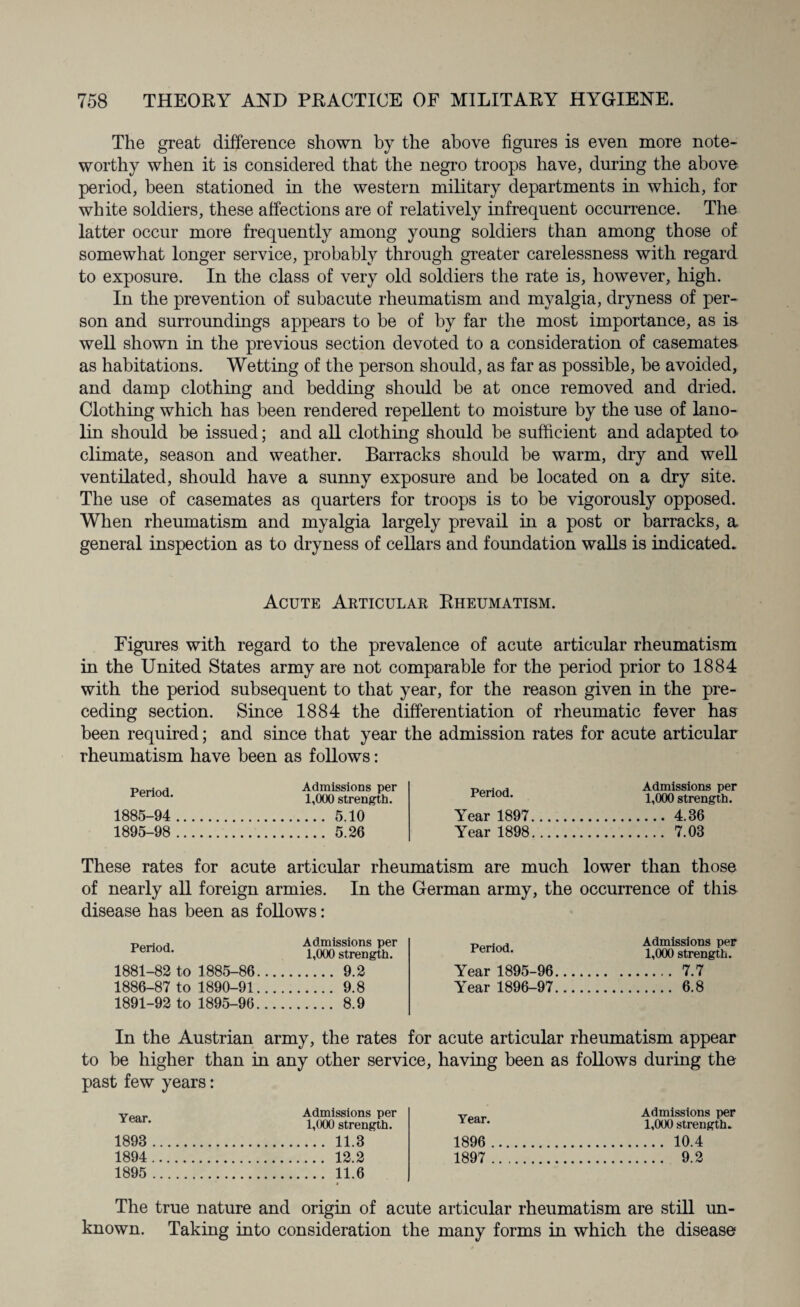 758 THEORY AND PRACTICE OF MILITARY HYGIENE.
The great difference shown by the above figures is even more note-
worthy when it is considered that the negro troops have, during the above
period, been stationed in the western military departments in which, for
white soldiers, these affections are of relatively infrequent occurrence. The
latter occur more frequently among young soldiers than among those of
somewhat longer service, probably through greater carelessness with regard
to exposure. In the class of very old soldiers the rate is, however, high.
In the prevention of subacute rheumatism and myalgia, dryness of per-
son and surroundings appears to be of by far the most importance, as is
well shown in the previous section devoted to a consideration of casemates
as habitations. Wetting of the person should, as far as possible, be avoided,
and damp clothing and bedding should be at once removed and dried.
Clothing which has been rendered repellent to moisture by the use of lano-
lin should be issued; and all clothing should be sufficient and adapted to
climate, season and weather. Barracks should be warm, dry and well
ventilated, should have a sunny exposure and be located on a dry site.
The use of casemates as quarters for troops is to be vigorously opposed.
When rheumatism and myalgia largely prevail in a post or barracks, a
general inspection as to dryness of cellars and foundation walls is indicated.
ACUTE ARTICULAR RHEUMATISM.
Figures with regard to the prevalence of acute articular rheumatism
in the United States army are not comparable for the period prior to 1884
with the period subsequent to that year, for the reason given in the pre-
ceding section. Since 1884 the differentiation of rheumatic fever has
been required; and since that year the admission rates for acute articular
rheumatism have been as follows:
Period. Admissions per 1,000 strength.
1885-94 .................... 5.10
1895-98 .................... 5.26
Period. Admissions per 1,000 strength.
Year 1897.................. 4.36
Year 1898.................. 7.03
These rates for acute articular rheumatism are much lower than those
of nearly all foreign armies. In the German army, the occurrence of this
disease has been as follows:
Period. Admissions per 1,000 strength.
1881-82 to 1885-86.......... 9.2
1886-87 to 1890-91.......... 9.8
1891-92 to 1895-96.......... 8.9
Period. Admissions per 1,000 strength.
Year 1895-96............... 7.7
Year 1896-97............... 6.8
In the Austrian army, the rates for acute articular rheumatism appear
to be higher than in any other service, having been as follows during the
past few years:
Year. Admissions per 1,000 strength.
1893 ..................... 11.3
1894 ..................... 12.2
1895 ..................... 11.6
Year. Admissions per 1,000 strength.
1896 ..................... 10.4
1897 ..................... 9.2
The true nature and origin of acute articular rheumatism are still un-
known. Taking into consideration the many forms in which the disease